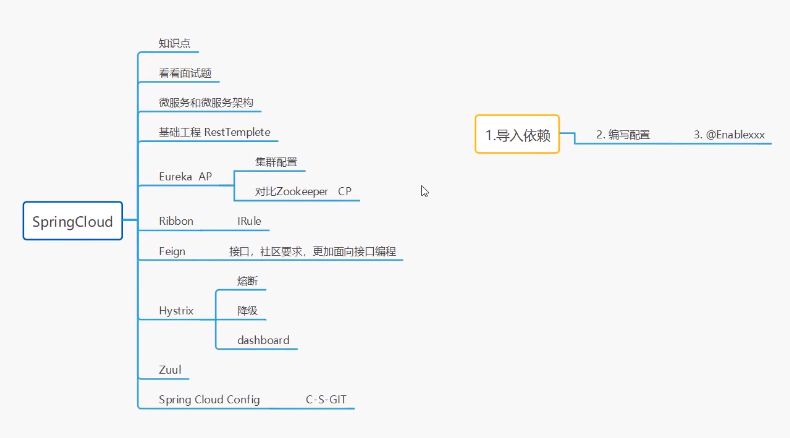 知识点
看看面试题
微服务和微服务架构
基础工程 RestTemplete
1.导入依赖
2. 编写配置
3. @Enablexxx
集群配置
Eureka AP
对比Zookeeper CP
SpringCloud
Ribbon
IRule
Feign
接口，社区要求，更加面向接口编程
熔断
Hystrix
降级
dashboard
Zuul
Spring Cloud Config
C-S-GIT